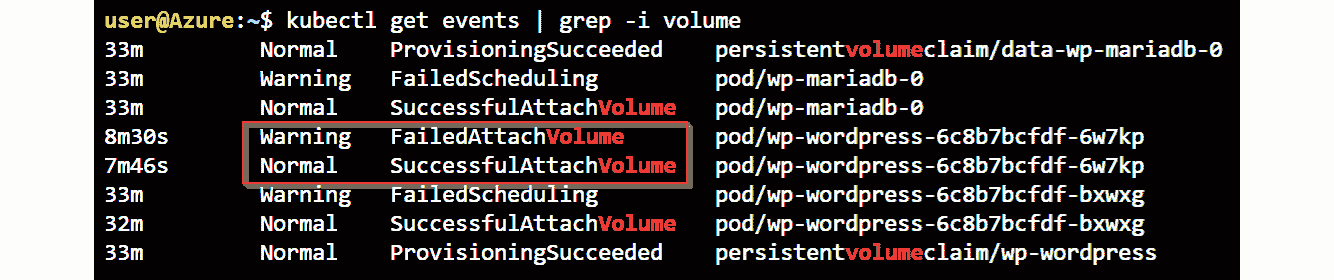 user@Azure:~$ kubectl get events | grep -i volume
33m Normal ProvisioningSucceeded persistentvolumeclaim/data-wp-mariadb-0
33m Warning FailedScheduling pod/wp-mariadb-0
33m Normal SuccessfulAttachVolume pod/wp-mariadb-0
8m30s Warning FailedAttachVolume pod/wp-wordpress-6c8b7bcfdf-6w7kp
7m46s Normal SuccessfulAttachVolume pod/wp-wordpress-6c8b7bcfdf-6w7kp
33m Warning FailedScheduling pod/wp-wordpress-6c8b7bcfdf-bxwxg
32m Normal SuccessfulAttachVolume pod/wp-wordpress-6c8b7bcfdf-bxwxg
33m Normal ProvisioningSucceeded persistentvolumeclaim/wp-wordpress